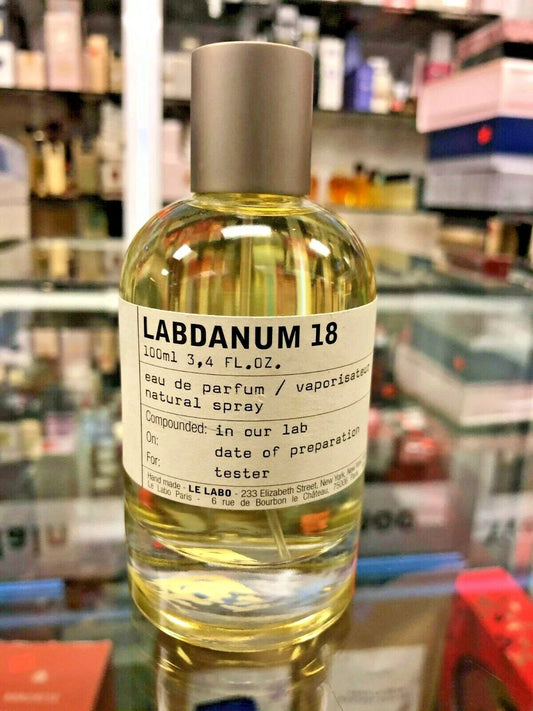 LABDANUM 18
100ml 3,4 FL.OZ.
eau de parfum / vaporisateur
natural spray
Compounded: in our lab
On: date of preparation
For: tester
Hand made - LE LABO - 233 Elizabeth Street, New York, New
Le Labo Paris - 6 rue de Bourbon le Château, 75006